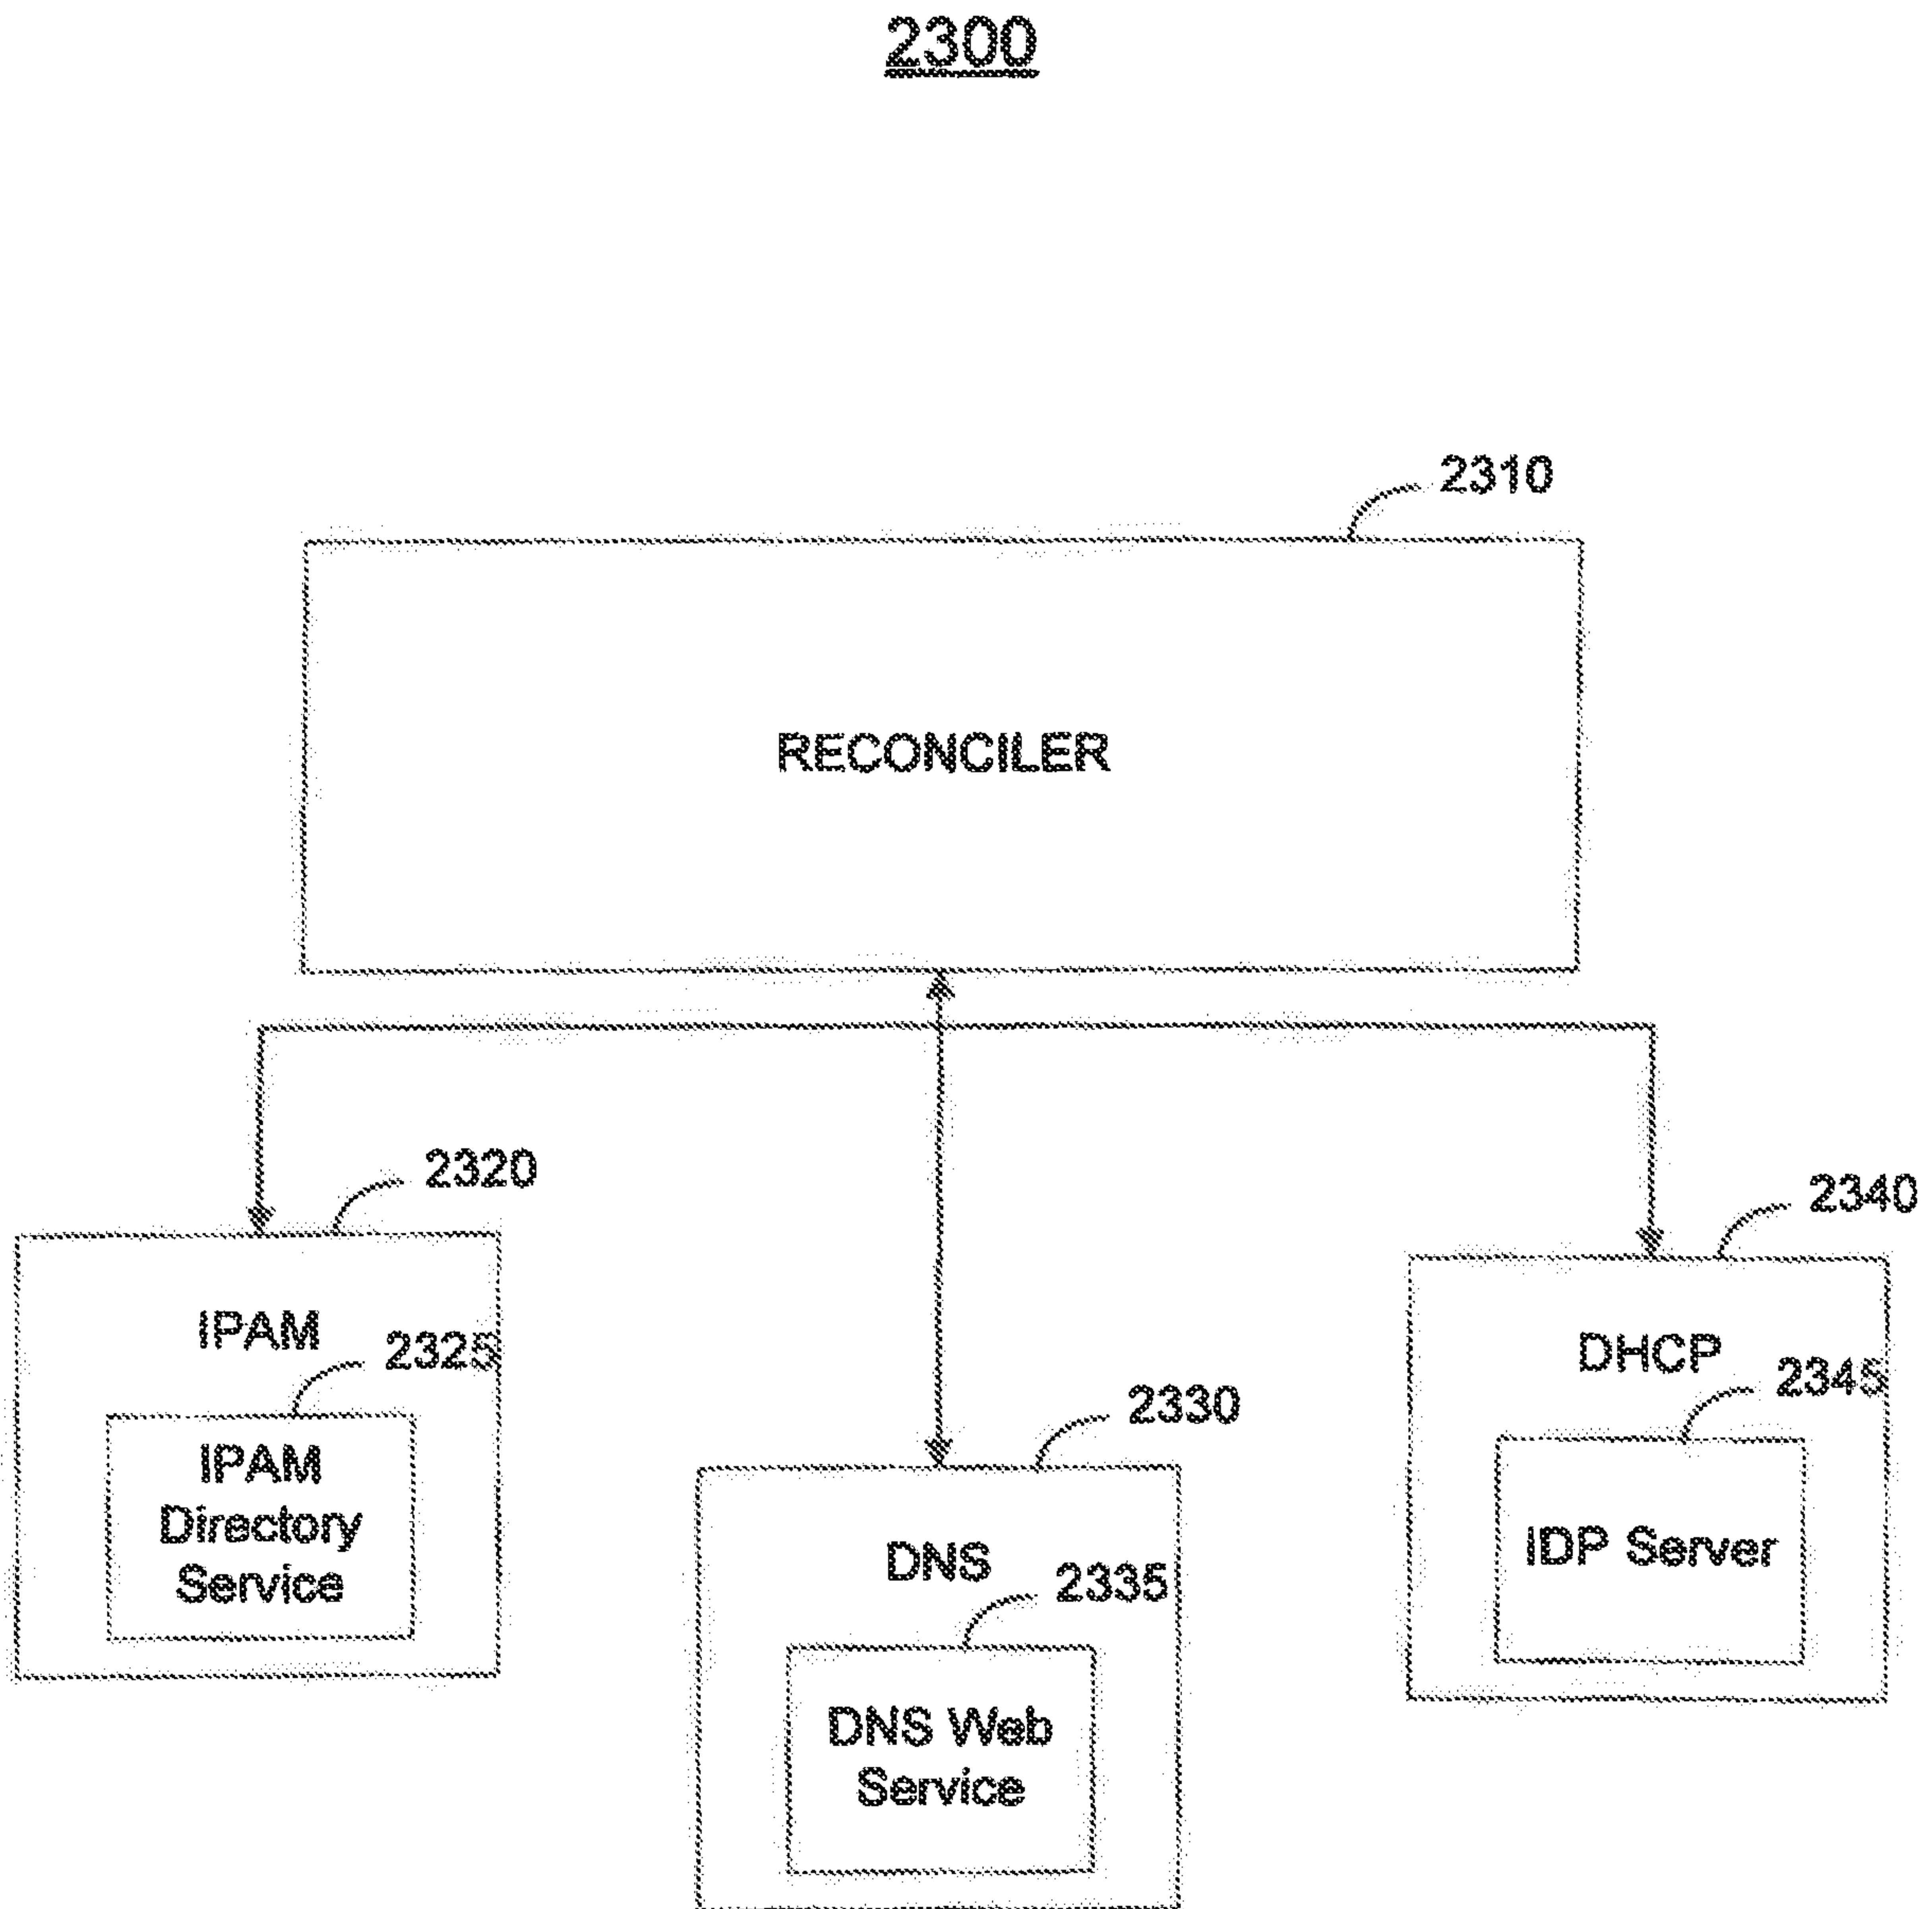 2300
2310
RECONCILER
2320
2340
IPAM
2325
DHCP
2345
2330
IPAM
Directory
Service
IDP Server
DNS
2335
DNS Web
Service